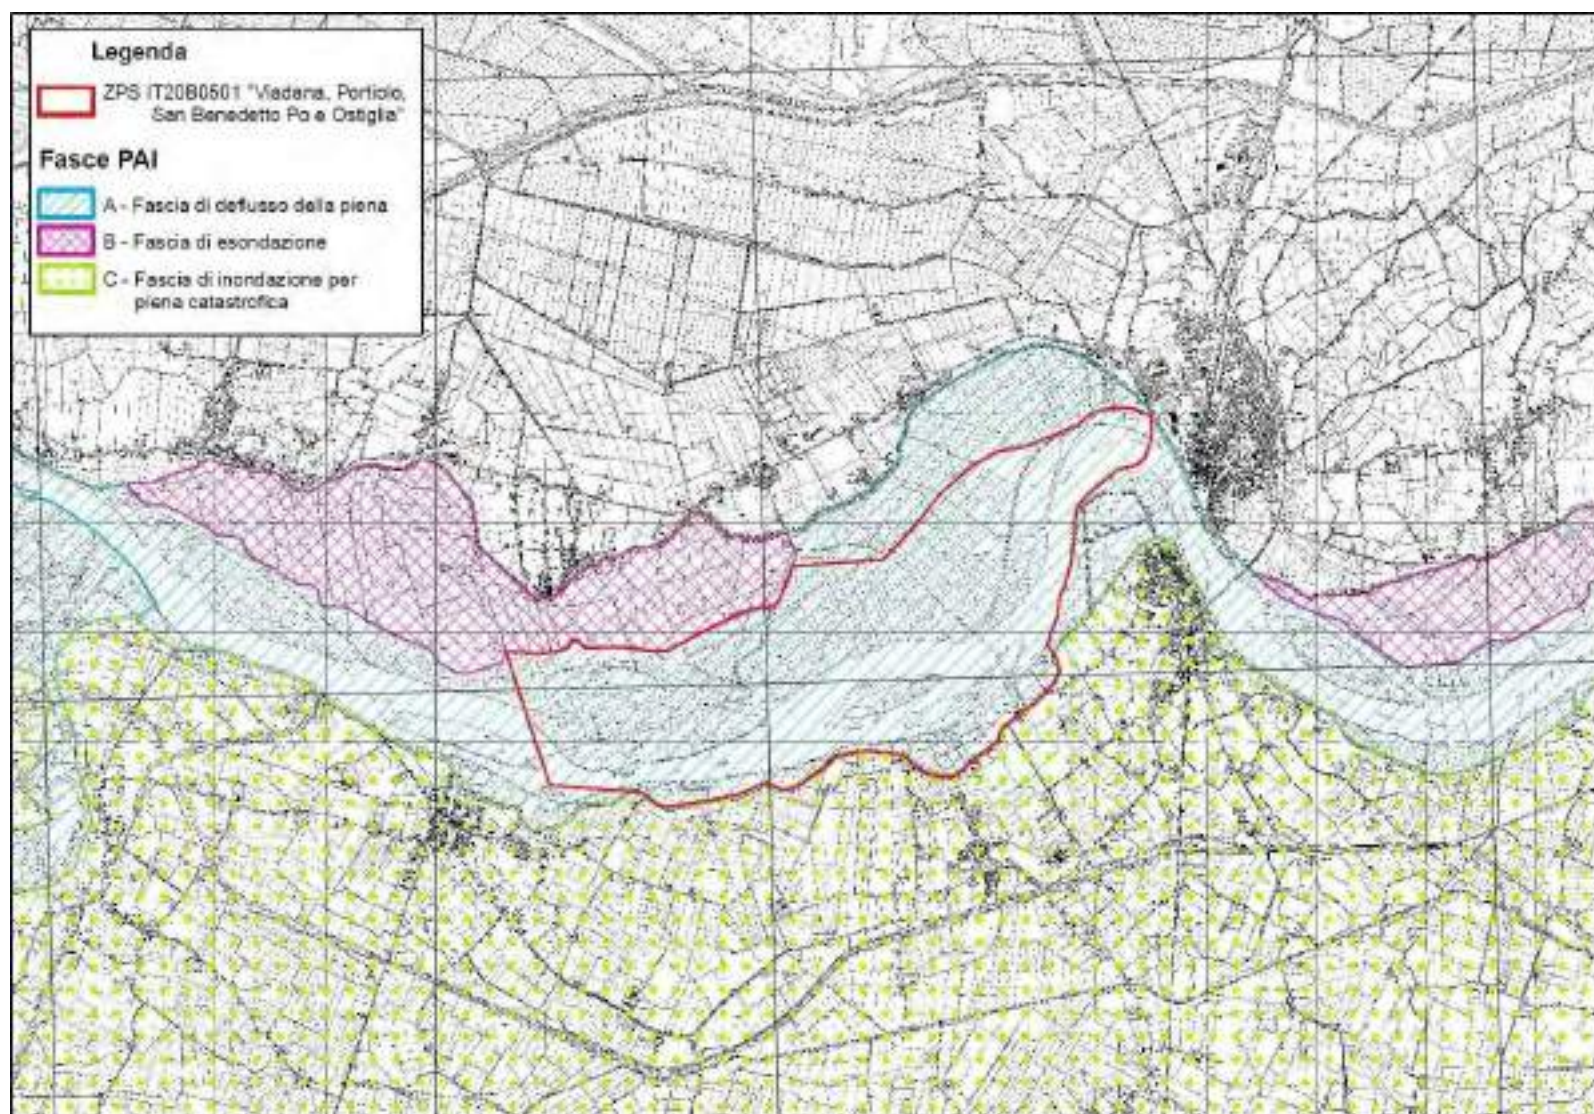 Legenda
ZPS IT20B0501 "Viadana, Portiolo,
San Benedetto Po e Ostiglia"
Fasce PAI
A - Fascia di deflusso della piena
B - Fascia di esondazione
C - Fascia di inondazione per
piena catastrofica